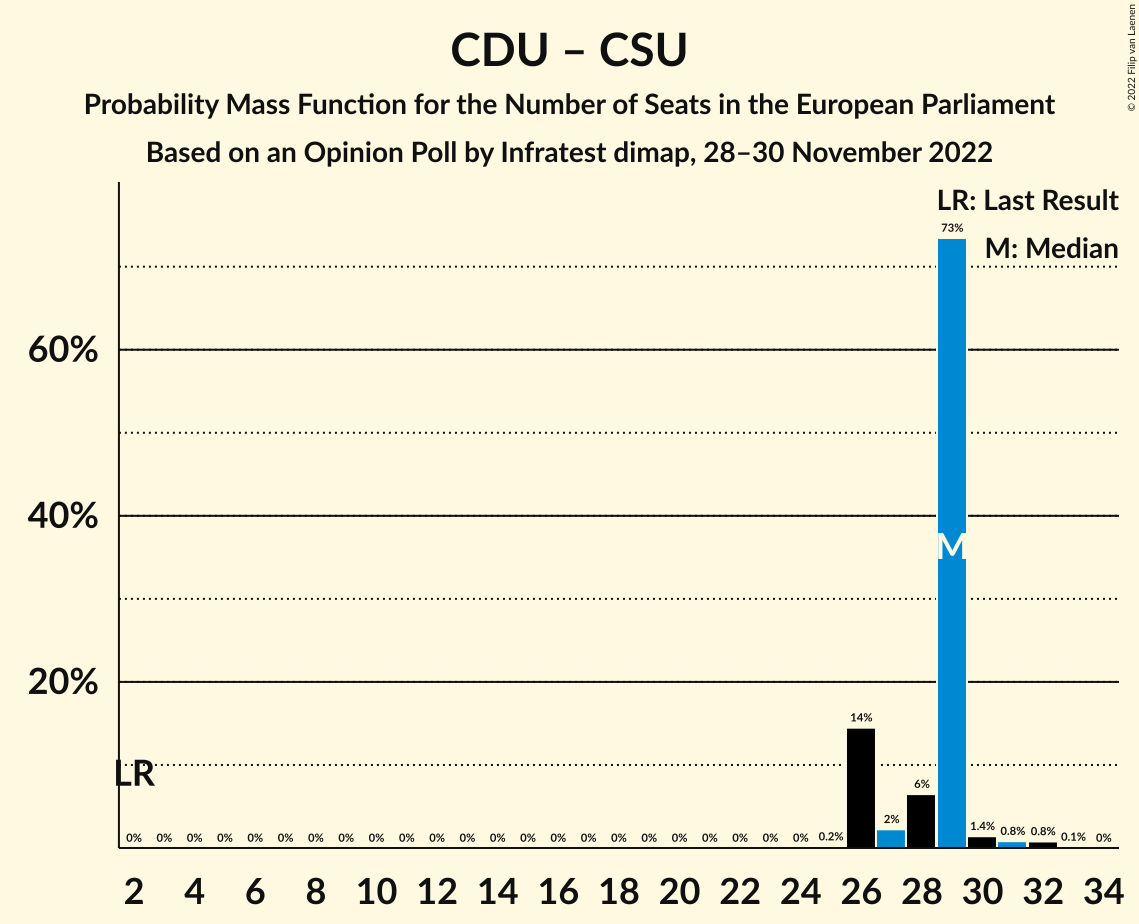 © 2022 Filip van Laenen
CDU – CSU
Probability Mass Function for the Number of Seats in the European Parliament
Based on an Opinion Poll by Infratest dimap, 28–30 November 2022
LR: Last Result
M: Median
73%
60%
40%
20%
M
LR
0% 0% 0% 0% 0% 0% 0% 0% 0% 0% 0% 0% 0% 0% 0% 0% 0% 0% 0% 0% 0% 0% 0% 0.2% 14% 2% 6% 1.4% 0.8% 0.8% 0.1% 0%
2 4 6 8 10 12 14 16 18 20 22 24 26 28 30 32 34